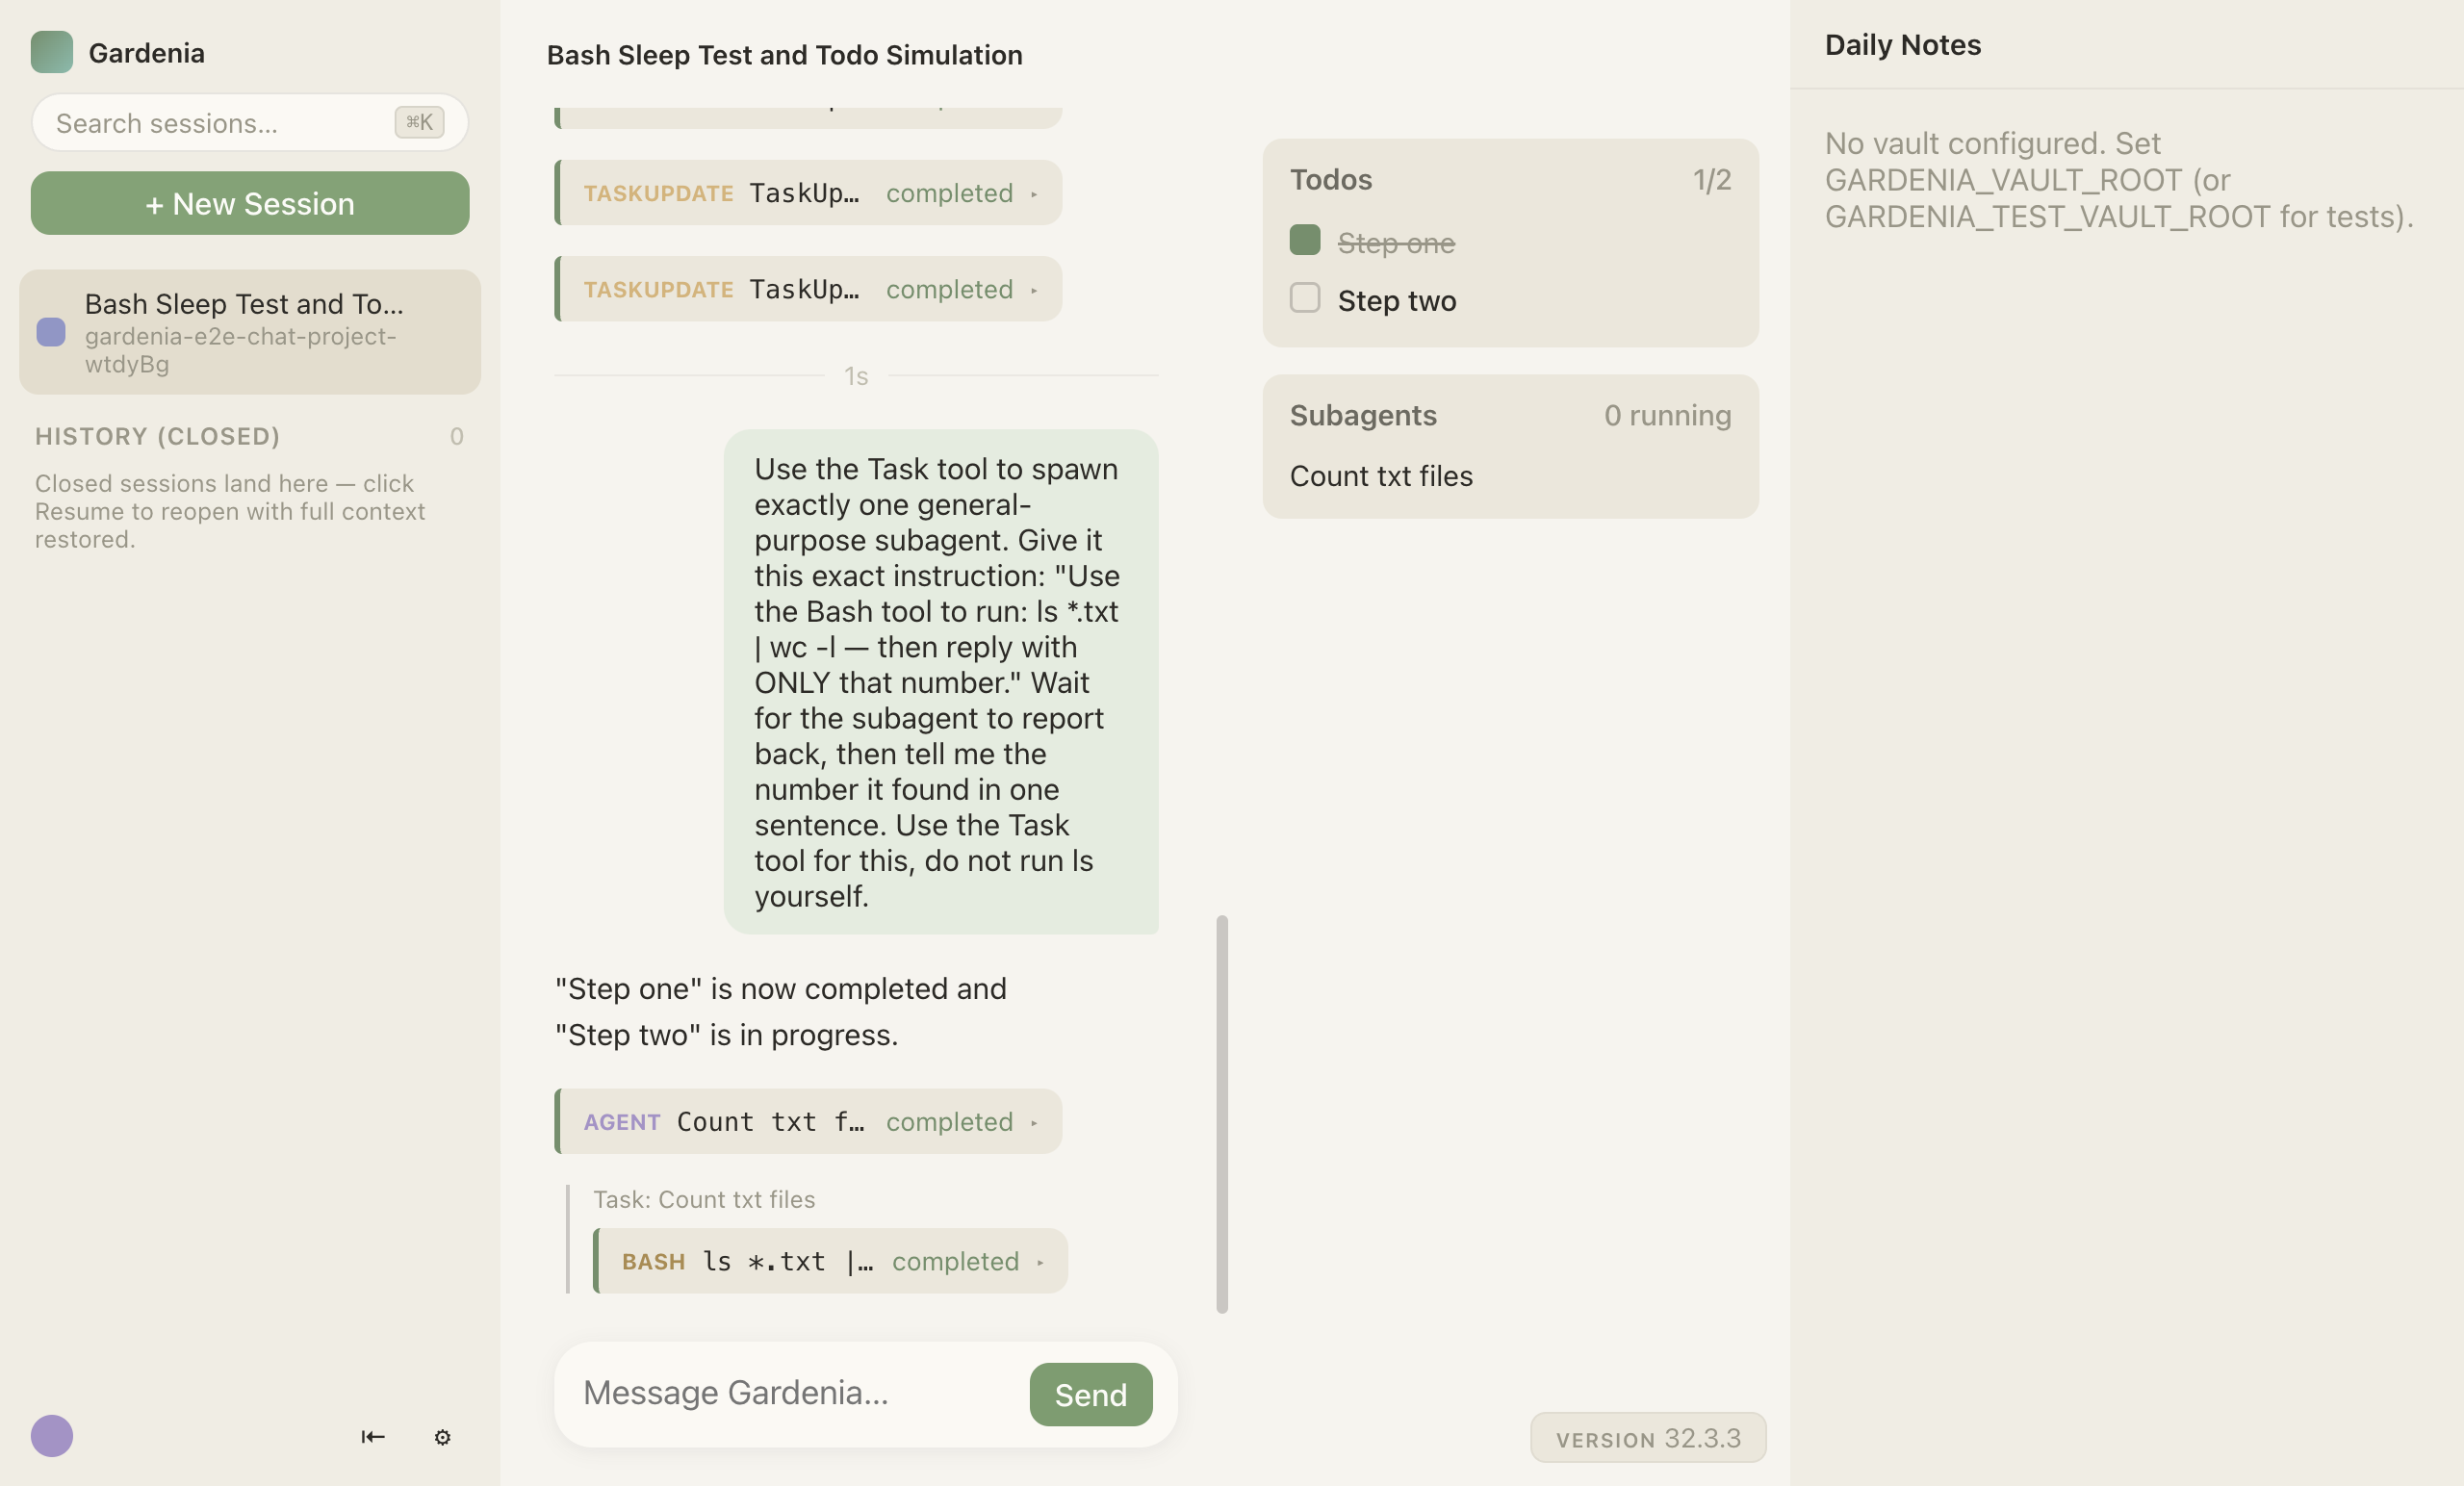 Gardenia
Search sessions...
⌘K
+ New Session
Bash Sleep Test and To...
gardenia-e2e-chat-project-
wtdyBg
HISTORY (CLOSED) 0
Closed sessions land here — click
Resume to reopen with full context
restored.
Bash Sleep Test and Todo Simulation
TASKUPDATE TaskUp... completed ▸
TASKUPDATE TaskUp... completed ▸
1s
Use the Task tool to spawn
exactly one general-
purpose subagent. Give it
this exact instruction: "Use
the Bash tool to run: ls *.txt
| wc -l — then reply with
ONLY that number." Wait
for the subagent to report
back, then tell me the
number it found in one
sentence. Use the Task
tool for this, do not run ls
yourself.
"Step one" is now completed and
"Step two" is in progress.
AGENT Count txt f... completed ▸
Task: Count txt files
BASH ls *.txt |... completed ▸
Message Gardenia...
Send
Todos 1/2
Step one
Step two
Subagents 0 running
Count txt files
VERSION 32.3.3
Daily Notes
No vault configured. Set
GARDENIA_VAULT_ROOT (or
GARDENIA_TEST_VAULT_ROOT for tests).